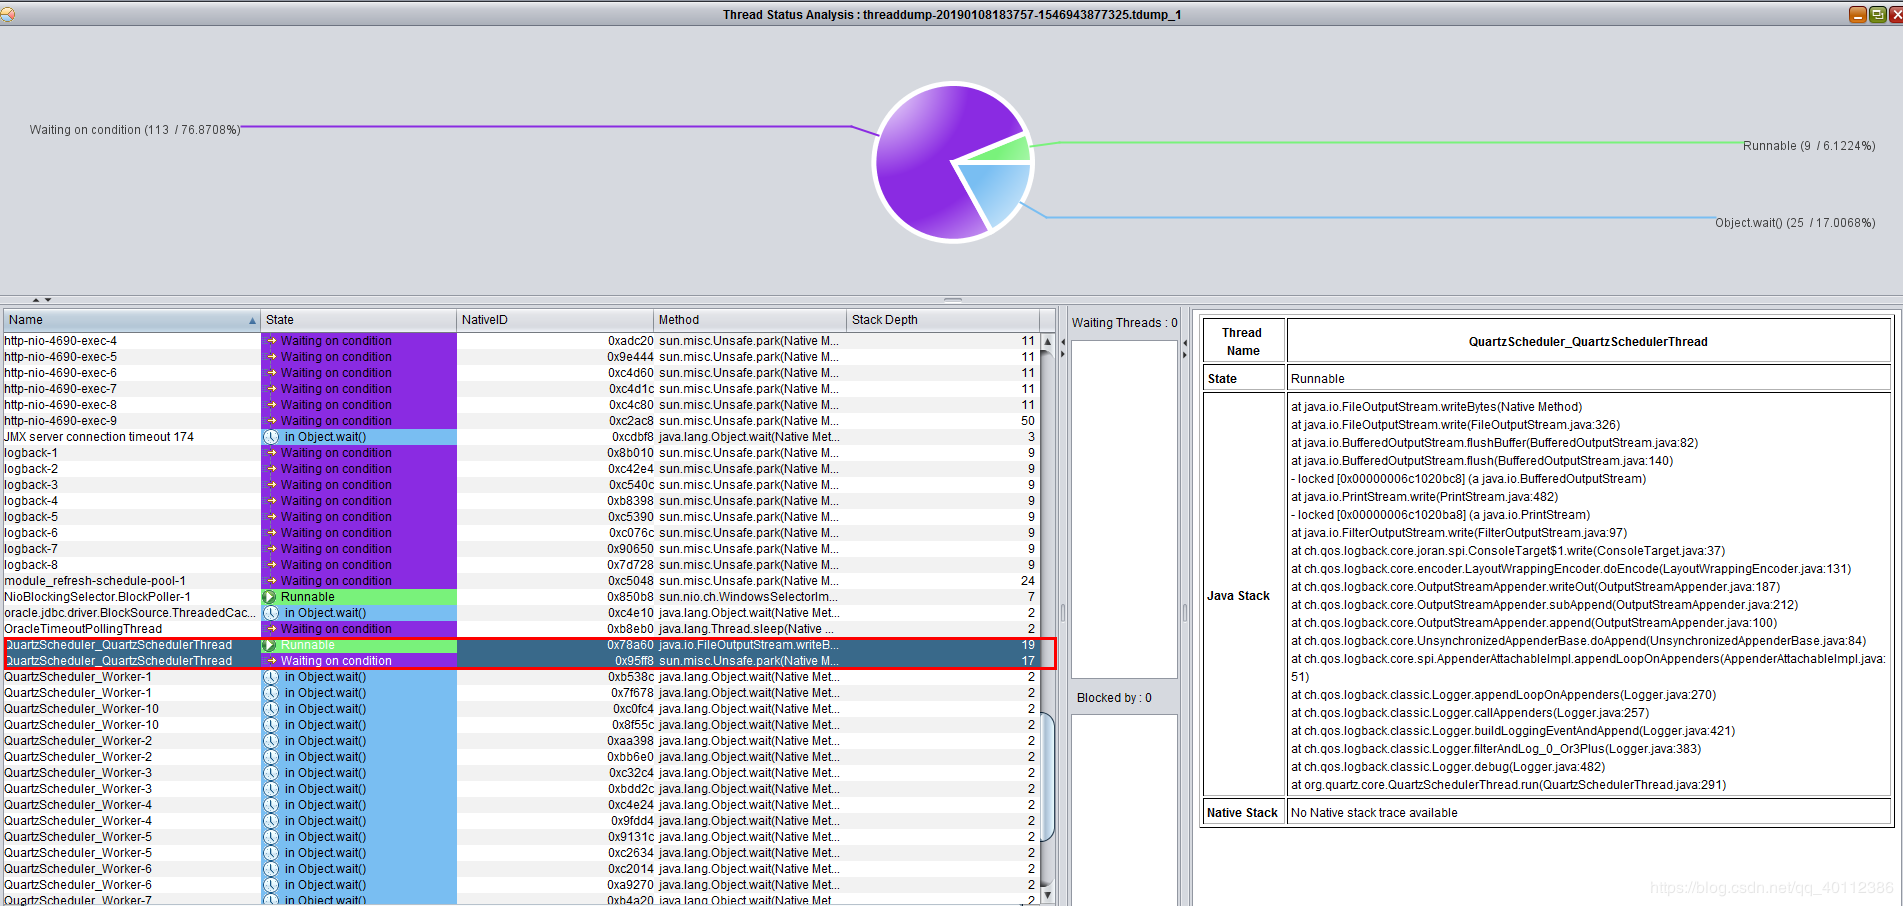 Thread Status Analysis : threaddump-20190108183757-1546943877325.tdump_1
Waiting on condition (113 / 76.8708%)
Runnable (9 / 6.1224%)
Object.wait() (25 / 17.0068%)
Name State NativeID Method Stack Depth
http-nio-4690-exec-4 Waiting on condition 0xadc20 sun.misc.Unsafe.park(Native M... 11
http-nio-4690-exec-5 Waiting on condition 0x9e444 sun.misc.Unsafe.park(Native M... 11
http-nio-4690-exec-6 Waiting on condition 0xc4d60 sun.misc.Unsafe.park(Native M... 11
http-nio-4690-exec-7 Waiting on condition 0xc4d1c sun.misc.Unsafe.park(Native M... 11
http-nio-4690-exec-8 Waiting on condition 0xc4c80 sun.misc.Unsafe.park(Native M... 11
http-nio-4690-exec-9 Waiting on condition 0xc2ac8 sun.misc.Unsafe.park(Native M... 50
JMX server connection timeout 174 in Object.wait() 0xcdbf8 java.lang.Object.wait(Native Met... 3
logback-1 Waiting on condition 0x8b010 sun.misc.Unsafe.park(Native M... 9
logback-2 Waiting on condition 0xc42e4 sun.misc.Unsafe.park(Native M... 9
logback-3 Waiting on condition 0xc540c sun.misc.Unsafe.park(Native M... 9
logback-4 Waiting on condition 0xb8398 sun.misc.Unsafe.park(Native M... 9
logback-5 Waiting on condition 0xc5390 sun.misc.Unsafe.park(Native M... 9
logback-6 Waiting on condition 0xc076c sun.misc.Unsafe.park(Native M... 9
logback-7 Waiting on condition 0x90650 sun.misc.Unsafe.park(Native M... 9
logback-8 Waiting on condition 0x7d728 sun.misc.Unsafe.park(Native M... 9
module_refresh-schedule-pool-1 Waiting on condition 0xc5048 sun.misc.Unsafe.park(Native M... 24
NioBlockingSelector.BlockPoller-1 Runnable 0x850b8 sun.nio.ch.WindowsSelectorIm... 7
oracle.jdbc.driver.BlockSource.ThreadedCac... in Object.wait() 0xc4e10 java.lang.Object.wait(Native Met... 2
OracleTimeoutPollingThread Waiting on condition 0xb8eb0 java.lang.Thread.sleep(Native ... 2
QuartzScheduler_QuartzSchedulerThread Runnable 0x78a60 java.io.FileOutputStream.writeB... 19
QuartzScheduler_QuartzSchedulerThread Waiting on condition 0x95ff8 sun.misc.Unsafe.park(Native M... 17
QuartzScheduler_Worker-1 in Object.wait() 0xb538c java.lang.Object.wait(Native Met... 2
QuartzScheduler_Worker-1 in Object.wait() 0x7f678 java.lang.Object.wait(Native Met... 2
QuartzScheduler_Worker-10 in Object.wait() 0xc0fc4 java.lang.Object.wait(Native Met... 2
QuartzScheduler_Worker-10 in Object.wait() 0x8f55c java.lang.Object.wait(Native Met... 2
QuartzScheduler_Worker-2 in Object.wait() 0xaa398 java.lang.Object.wait(Native Met... 2
QuartzScheduler_Worker-2 in Object.wait() 0xbb6e0 java.lang.Object.wait(Native Met... 2
QuartzScheduler_Worker-3 in Object.wait() 0xc32c4 java.lang.Object.wait(Native Met... 2
QuartzScheduler_Worker-3 in Object.wait() 0xbdd2c java.lang.Object.wait(Native Met... 2
QuartzScheduler_Worker-4 in Object.wait() 0xc4e24 java.lang.Object.wait(Native Met... 2
QuartzScheduler_Worker-4 in Object.wait() 0x9fdd4 java.lang.Object.wait(Native Met... 2
QuartzScheduler_Worker-5 in Object.wait() 0x9131c java.lang.Object.wait(Native Met... 2
QuartzScheduler_Worker-5 in Object.wait() 0xc2634 java.lang.Object.wait(Native Met... 2
QuartzScheduler_Worker-6 in Object.wait() 0xc2014 java.lang.Object.wait(Native Met... 2
QuartzScheduler_Worker-6 in Object.wait() 0xa9270 java.lang.Object.wait(Native Met... 2
QuartzScheduler_Worker-7 in Object.wait() 0xb4a20 java.lang.Object.wait(Native Met... 2
Waiting Threads : 0
Blocked by : 0
Thread Name QuartzScheduler_QuartzSchedulerThread
State Runnable
Java Stack
at java.io.FileOutputStream.writeBytes(Native Method)
at java.io.FileOutputStream.write(FileOutputStream.java:326)
at java.io.BufferedOutputStream.flushBuffer(BufferedOutputStream.java:82)
at java.io.BufferedOutputStream.flush(BufferedOutputStream.java:140)
- locked [0x00000006c1020bc8] (a java.io.BufferedOutputStream)
at java.io.PrintStream.write(PrintStream.java:482)
- locked [0x00000006c1020ba8] (a java.io.PrintStream)
at java.io.FilterOutputStream.write(FilterOutputStream.java:97)
at ch.qos.logback.core.joran.spi.ConsoleTarget$1.write(ConsoleTarget.java:37)
at ch.qos.logback.core.encoder.LayoutWrappingEncoder.doEncode(LayoutWrappingEncoder.java:131)
at ch.qos.logback.core.OutputStreamAppender.writeOut(OutputStreamAppender.java:187)
at ch.qos.logback.core.OutputStreamAppender.subAppend(OutputStreamAppender.java:212)
at ch.qos.logback.core.OutputStreamAppender.append(OutputStreamAppender.java:100)
at ch.qos.logback.core.UnsynchronizedAppenderBase.doAppend(UnsynchronizedAppenderBase.java:84)
at ch.qos.logback.core.spi.AppenderAttachableImpl.appendLoopOnAppenders(AppenderAttachableImpl.java:
51)
at ch.qos.logback.classic.Logger.appendLoopOnAppenders(Logger.java:270)
at ch.qos.logback.classic.Logger.callAppenders(Logger.java:257)
at ch.qos.logback.classic.Logger.buildLoggingEventAndAppend(Logger.java:421)
at ch.qos.logback.classic.Logger.filterAndLog_0_Or3Plus(Logger.java:383)
at ch.qos.logback.classic.Logger.debug(Logger.java:482)
at org.quartz.core.QuartzSchedulerThread.run(QuartzSchedulerThread.java:291)
Native Stack No Native stack trace available
https://blog.csdn.net/qq_40112386